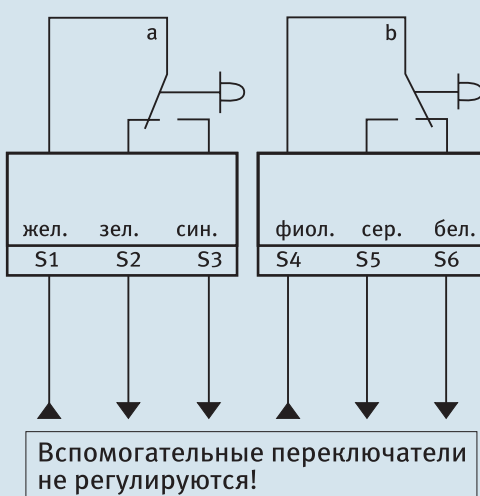 a b
жел. зел. син. фиол. сер. бел.
S1 S2 S3 S4 S5 S6
Вспомогательные переключатели
не регулируются!